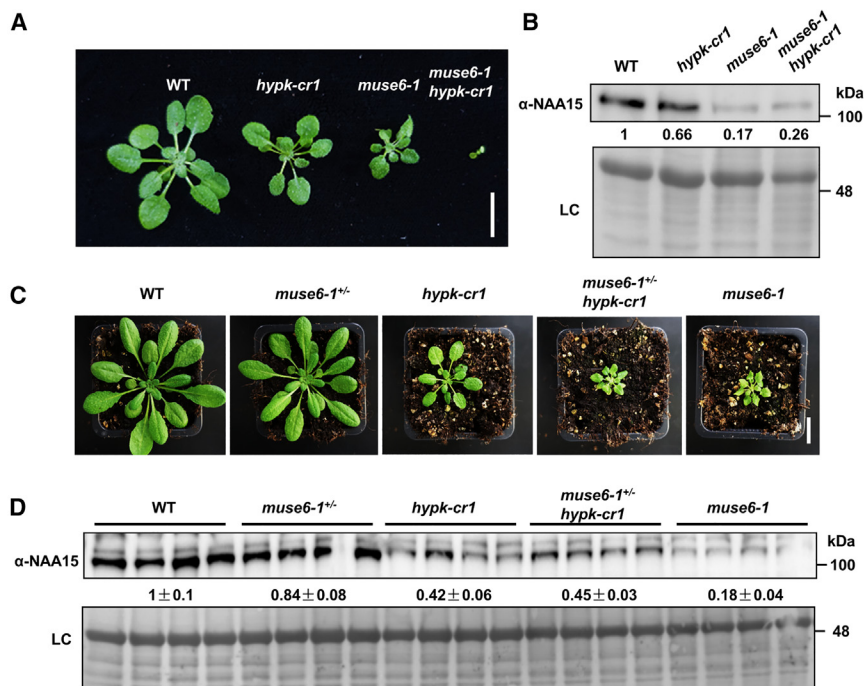 A
WT
hypk-cr1
muse6-1
muse6-1
hypk-cr1
B
WT
hypk-cr1
muse6-1
muse6-1
hypk-cr1
kDa
α-NAA15
100
1 0.66 0.17 0.26
LC
48
C
WT
muse6-1+/-
hypk-cr1
muse6-1+/-
hypk-cr1
muse6-1
D
WT
muse6-1+/-
hypk-cr1
muse6-1+/-
hypk-cr1
muse6-1
kDa
α-NAA15
100
1±0.1 0.84±0.08 0.42±0.06 0.45±0.03 0.18±0.04
LC
48